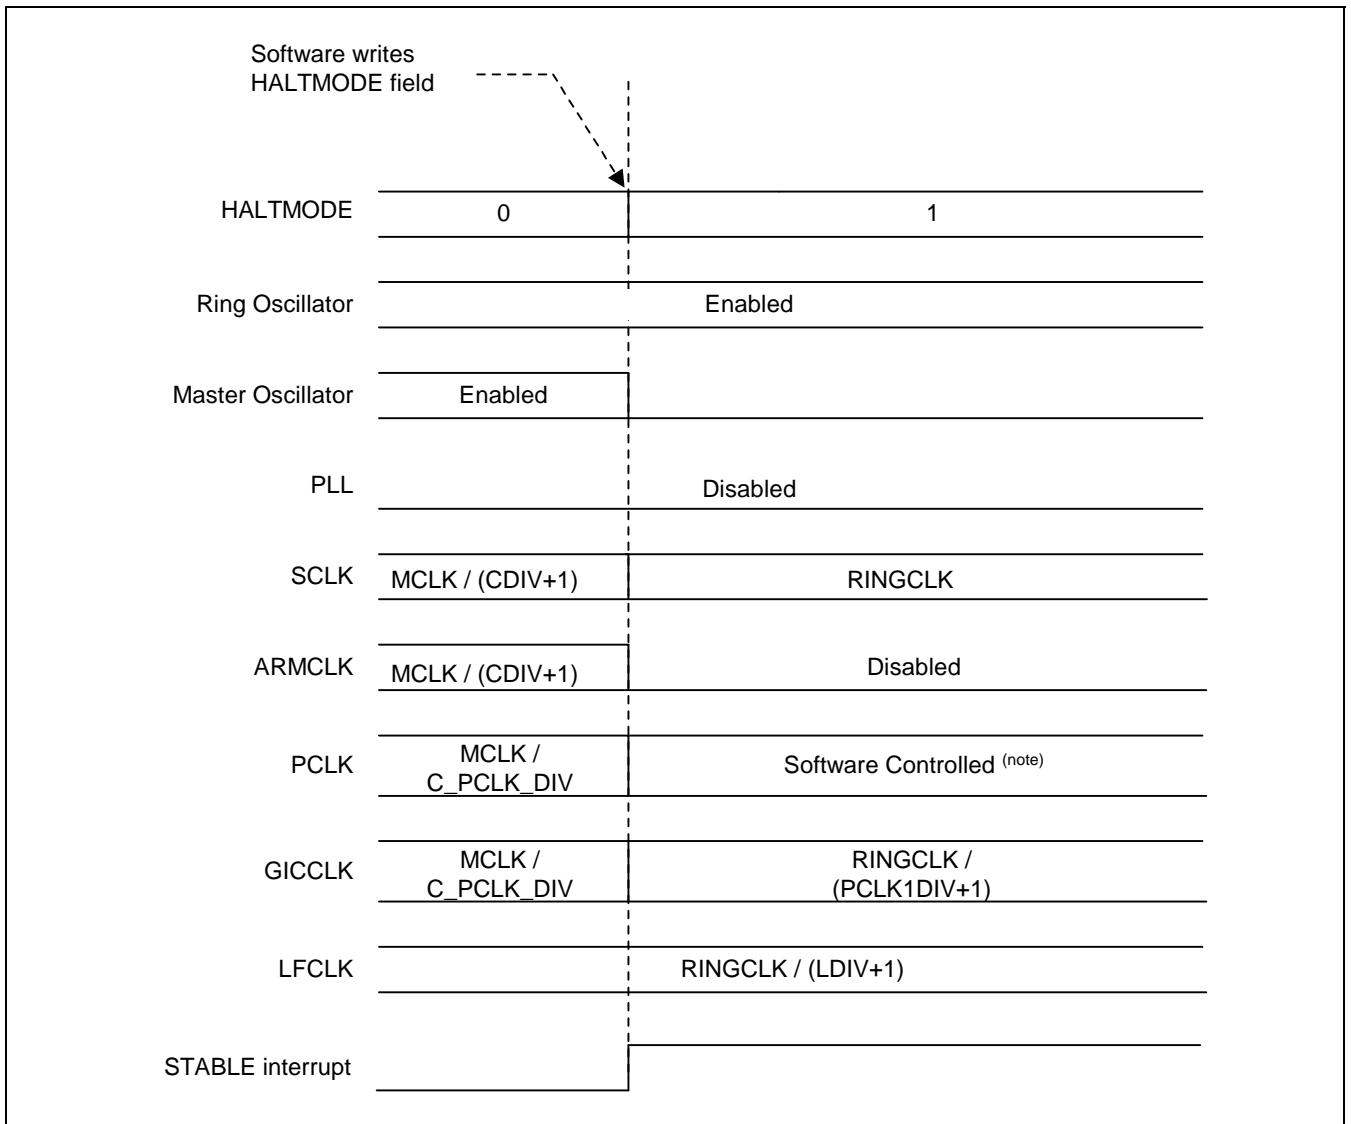 Software writes
HALTMODE field
HALTMODE 0 1
Ring Oscillator Enabled
Master Oscillator Enabled
PLL Disabled
SCLK MCLK / (CDIV+1) RINGCLK
ARMCLK MCLK / (CDIV+1) Disabled
PCLK MCLK /
C_PCLK_DIV Software Controlled (note)
GICCLK MCLK /
C_PCLK_DIV RINGCLK /
(PCLK1DIV+1)
LFCLK RINGCLK / (LDIV+1)
STABLE interrupt